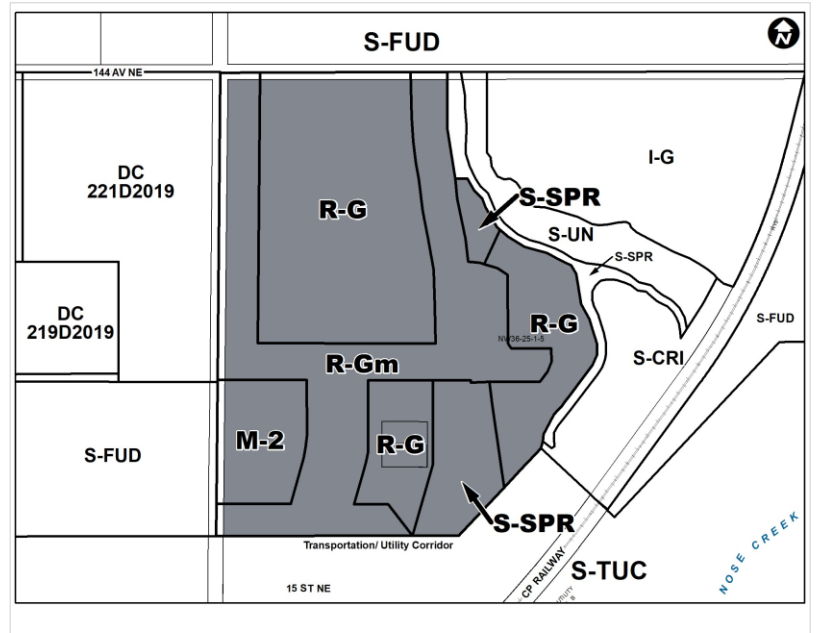 S-FUD
N
144 AV NE
DC
221D2019
I-G
R-G
S-SPR
S-UN
S-SPR
DC
219D2019
R-G
S-FUD
NW36-25-1-5
R-Gm
S-CRI
M-2
R-G
S-FUD
S-SPR
Transportation/ Utility Corridor
NOSE CREEK
CP RAILWAY
S-TUC
15 ST NE